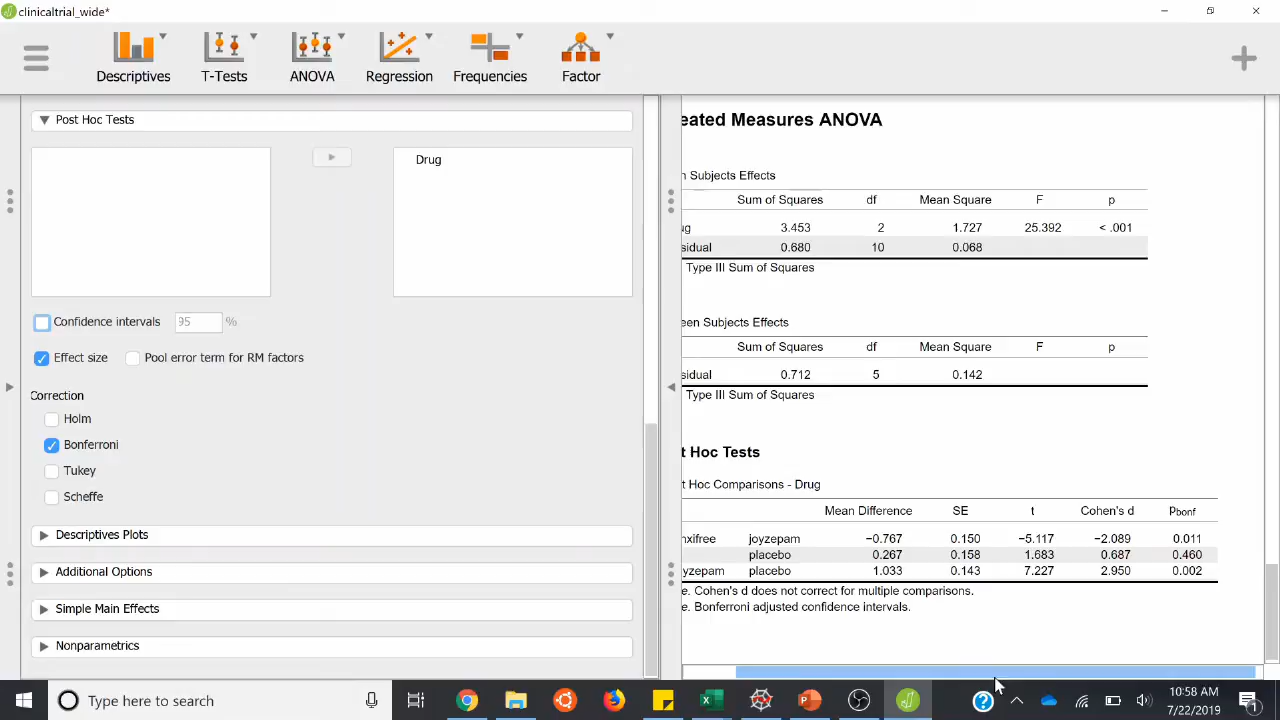 clinicaltrial_wide*
Descriptives T-Tests ANOVA Regression Frequencies Factor
Post Hoc Tests
Drug
Confidence intervals 95 %
Effect size Pool error term for RM factors
Correction
Holm
Bonferroni
Tukey
Scheffe
Descriptives Plots
Additional Options
Simple Main Effects
Nonparametrics
eated Measures ANOVA
n Subjects Effects
Sum of Squares df Mean Square F p
ug 3.453 2 1.727 25.392 < .001
sidual 0.680 10 0.068
Type III Sum of Squares
een Subjects Effects
Sum of Squares df Mean Square F p
sidual 0.712 5 0.142
Type III Sum of Squares
t Hoc Tests
t Hoc Comparisons - Drug
Mean Difference SE t Cohen's d Pbonf
nxifree joyzepam −0.767 0.150 −5.117 −2.089 0.011
placebo 0.267 0.158 1.683 0.687 0.460
yzepam placebo 1.033 0.143 7.227 2.950 0.002
e. Cohen's d does not correct for multiple comparisons.
e. Bonferroni adjusted confidence intervals.
Type here to search
10:58 AM
7/22/2019
1